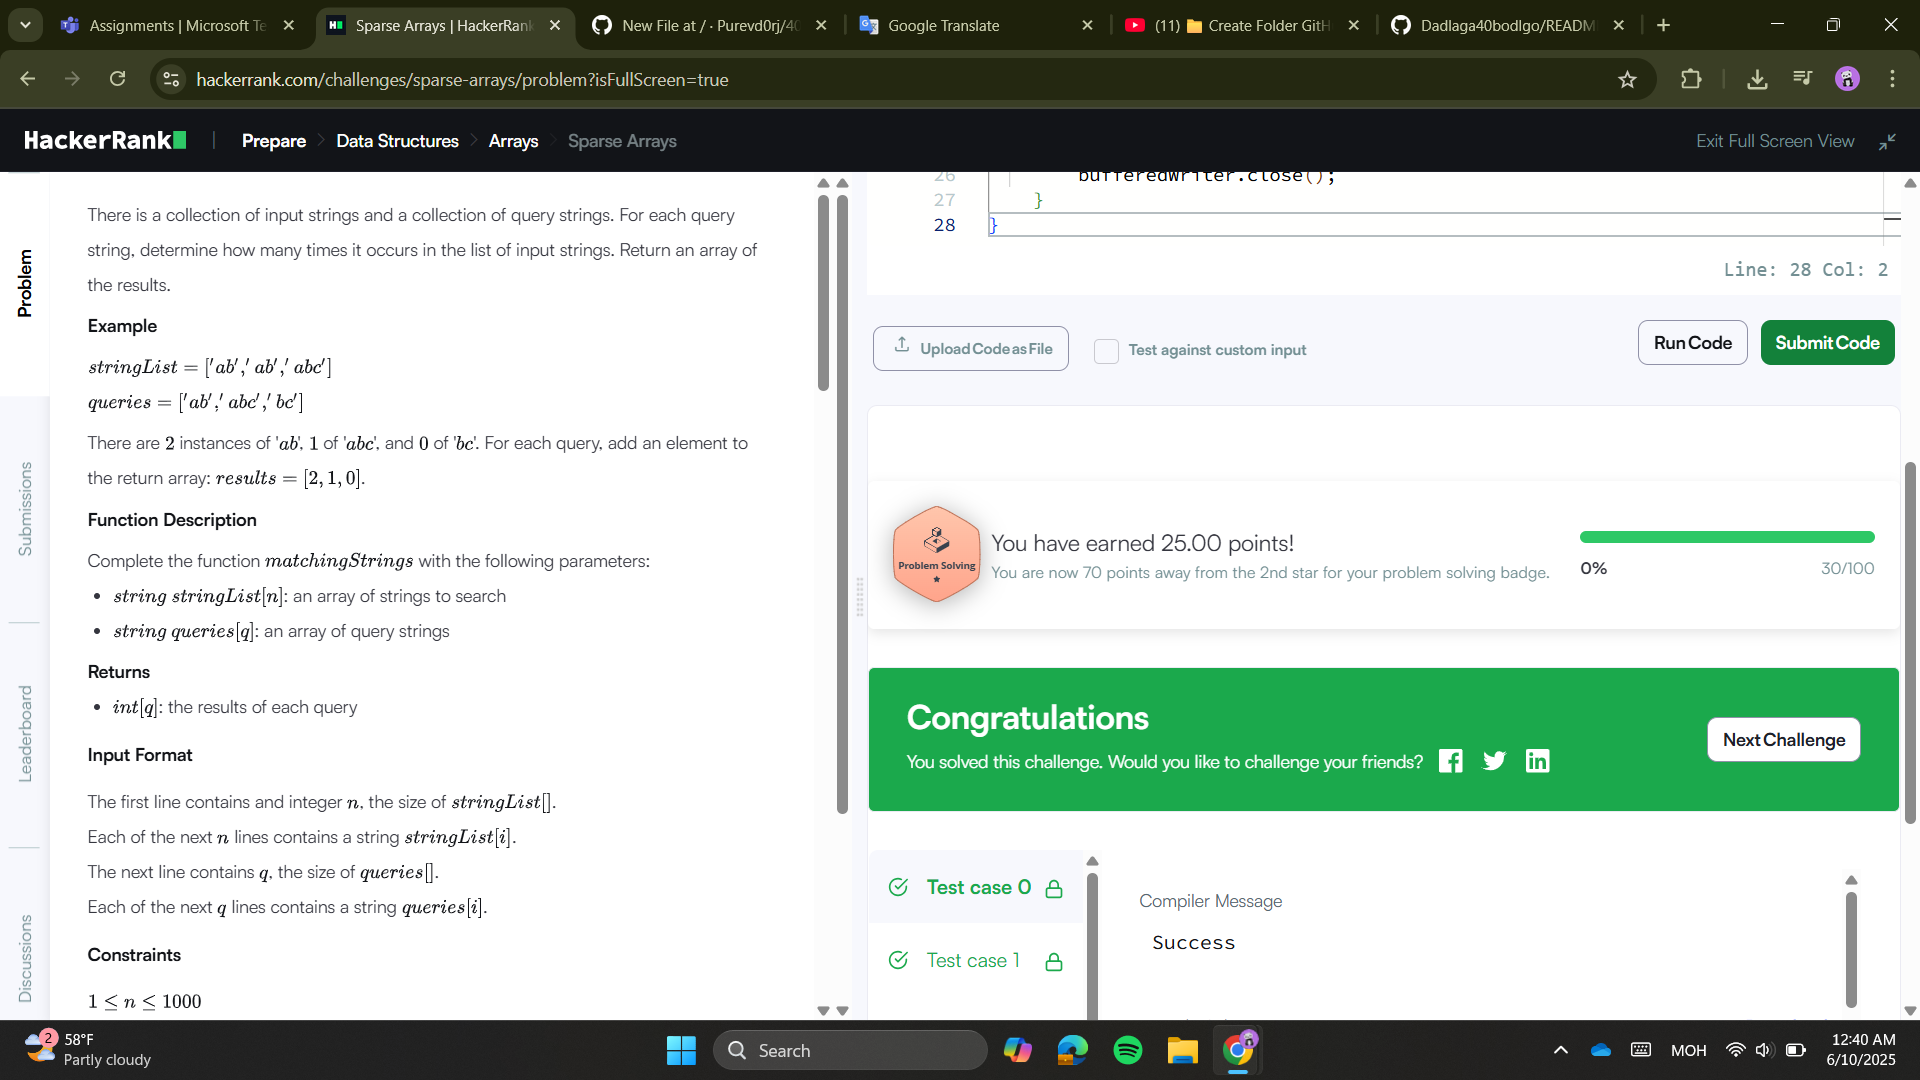 Assignments | Microsoft Te
Sparse Arrays | HackerRank
New File at / · Purevd0rj/40
Google Translate
(11) 📁 Create Folder GitH
Dadlaga40bodlgo/READM
hackerrank.com/challenges/sparse-arrays/problem?isFullScreen=true
HackerRank
Prepare
Data Structures
Arrays
Sparse Arrays
Exit Full Screen View
Problem
Submissions
Leaderboard
Discussions
There is a collection of input strings and a collection of query strings. For each query
string, determine how many times it occurs in the list of input strings. Return an array of
the results.
Example
stringList = ['ab',' ab',' abc']
queries = ['ab',' abc',' bc']
There are 2 instances of 'ab', 1 of 'abc', and 0 of 'bc'. For each query, add an element to
the return array: results = [2, 1, 0].
Function Description
Complete the function matchingStrings with the following parameters:
• string stringList[n]: an array of strings to search
• string queries[q]: an array of query strings
Returns
• int[q]: the results of each query
Input Format
The first line contains and integer n, the size of stringList[].
Each of the next n lines contains a string stringList[i].
The next line contains q, the size of queries[].
Each of the next q lines contains a string queries[i].
Constraints
1 ≤ n ≤ 1000
26 bufferedWriter.close();
27 }
28 }
Line: 28 Col: 2
Upload Code as File
Test against custom input
Run Code
Submit Code
Problem Solving
You have earned 25.00 points!
You are now 70 points away from the 2nd star for your problem solving badge.
0%
30/100
Congratulations
You solved this challenge. Would you like to challenge your friends?
Next Challenge
Test case 0
Test case 1
Compiler Message
Success
2
58°F
Partly cloudy
Search
MOH
12:40 AM
6/10/2025